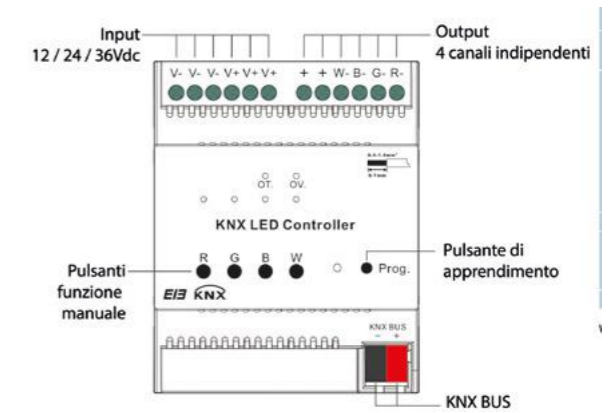 Input
12 / 24 / 36Vdc
Output
4 canali indipendenti
V- V- V- V+ V+ V+
+ + W- B- G- R-
OT. OV.
KNX LED Controller
R G B W
Prog.
Pulsanti
funzione
manuale
Pulsante di
apprendimento
EIB KNX
KNX BUS
- +
KNX BUS